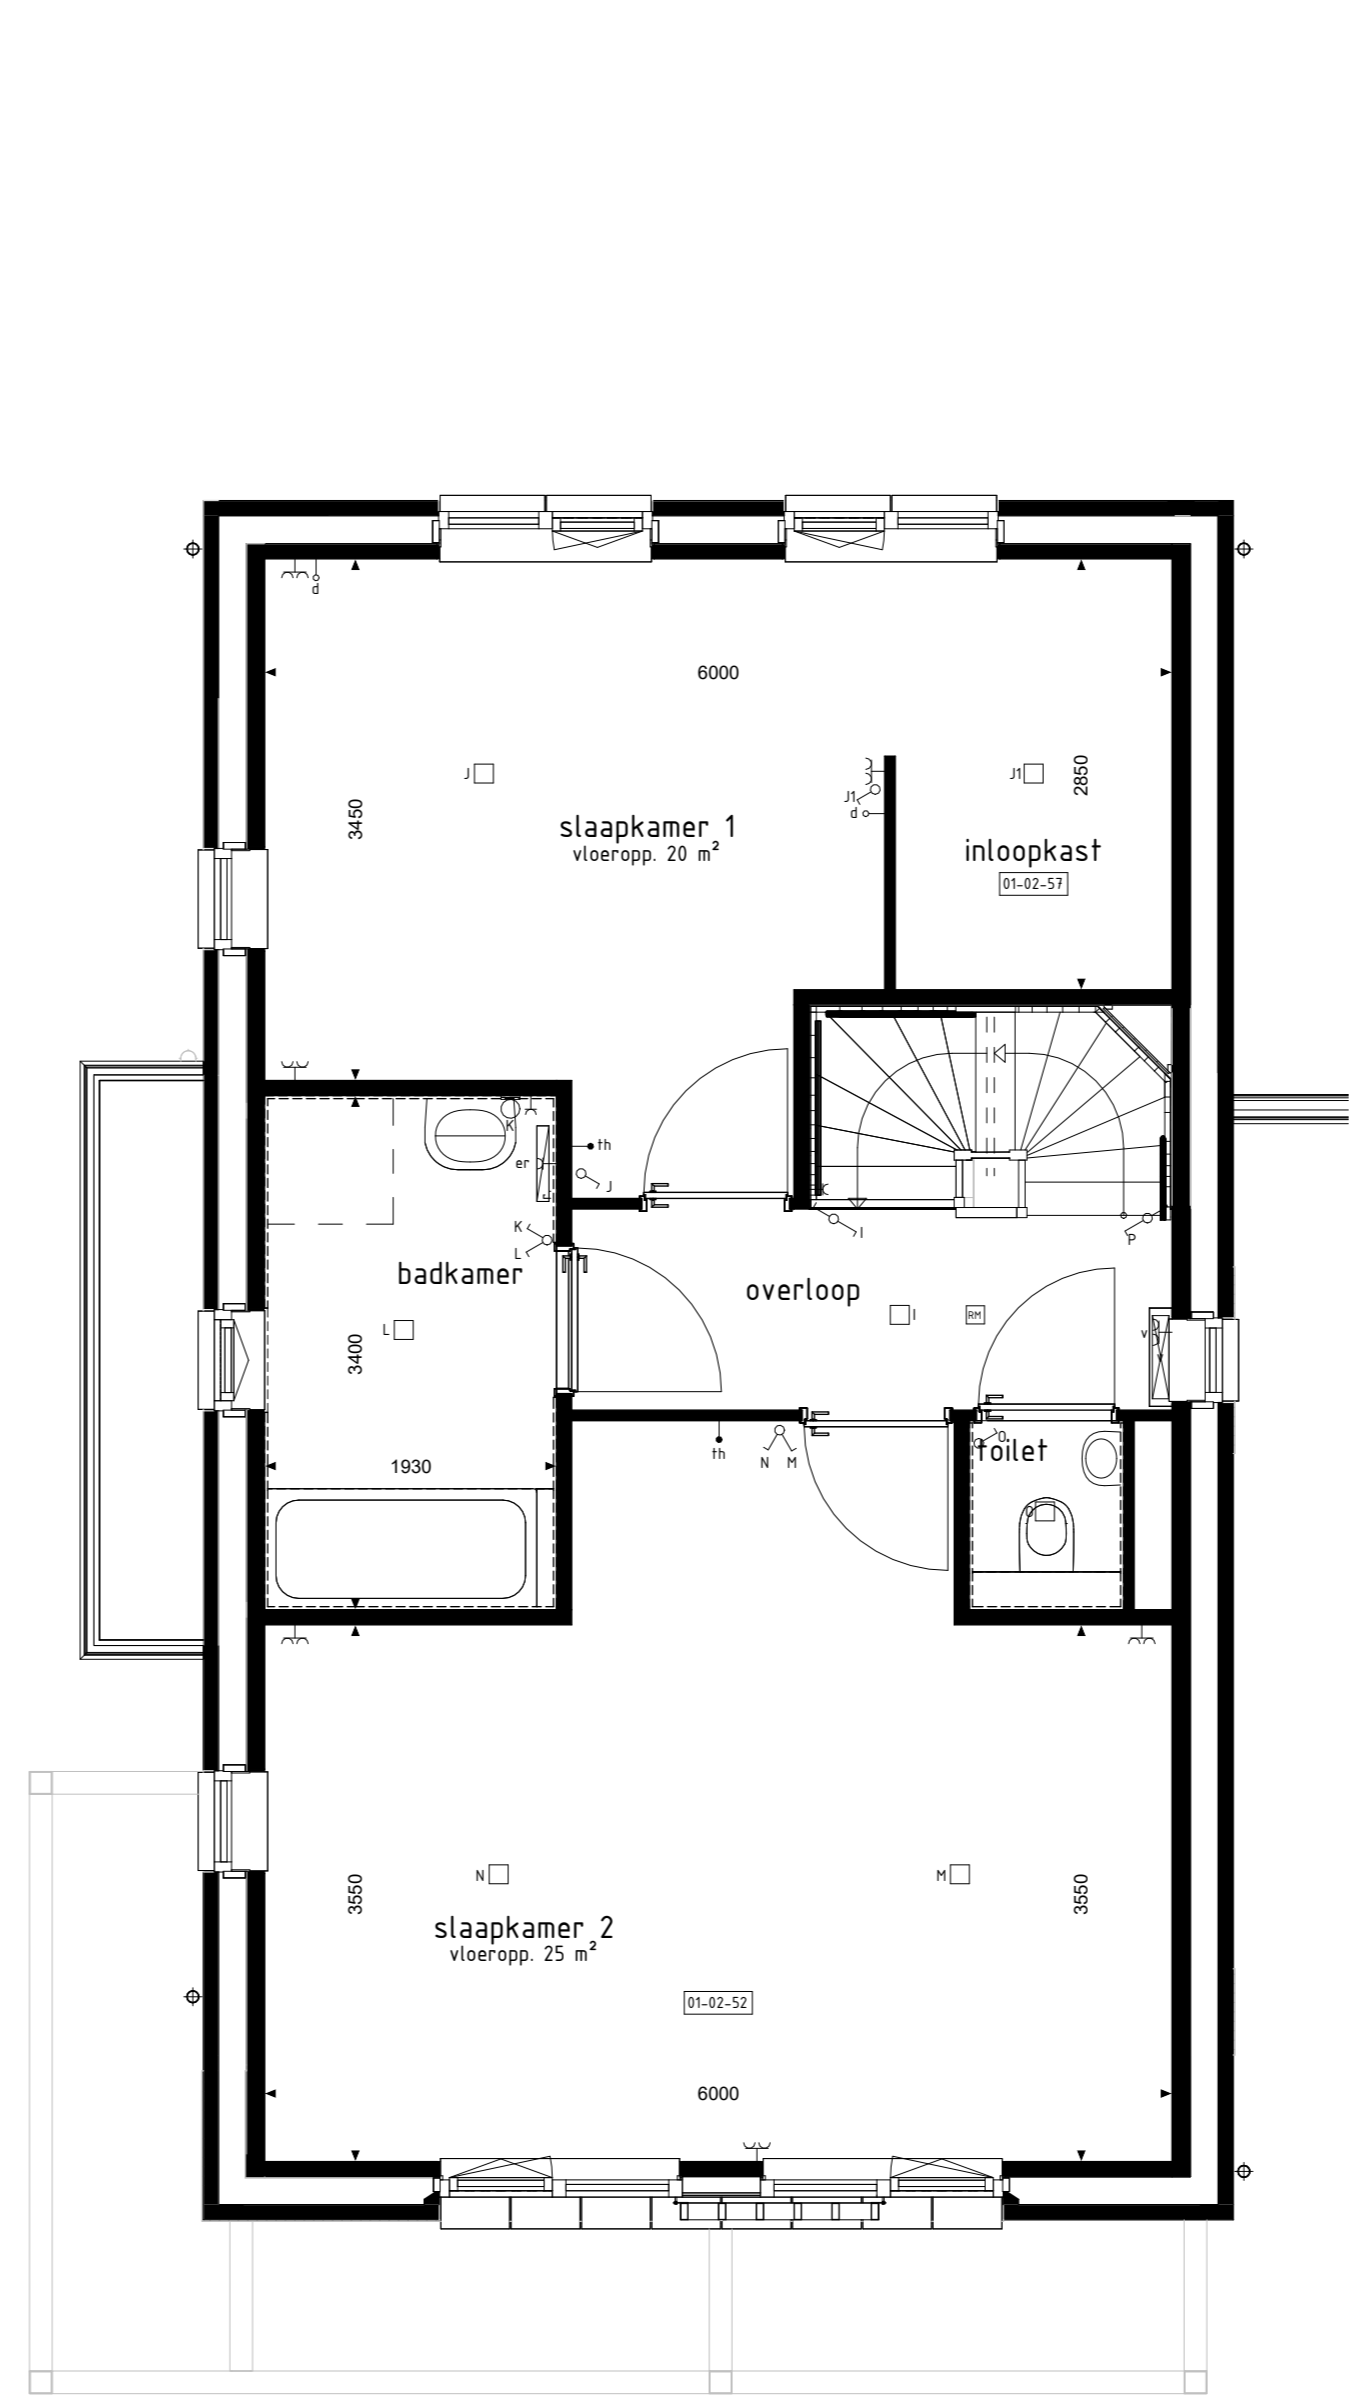 d
6000
J
J1
2850
J1
d
3450
slaapkamer 1
vloeropp. 20 m²
inloopkast
01-02-57
K
th
er
J
K
L
I
P
badkamer
overloop
I
RM
L
v
3400
1930
th
N
M
O
toilet
O
N
M
3550
3550
slaapkamer 2
vloeropp. 25 m²
01-02-52
6000